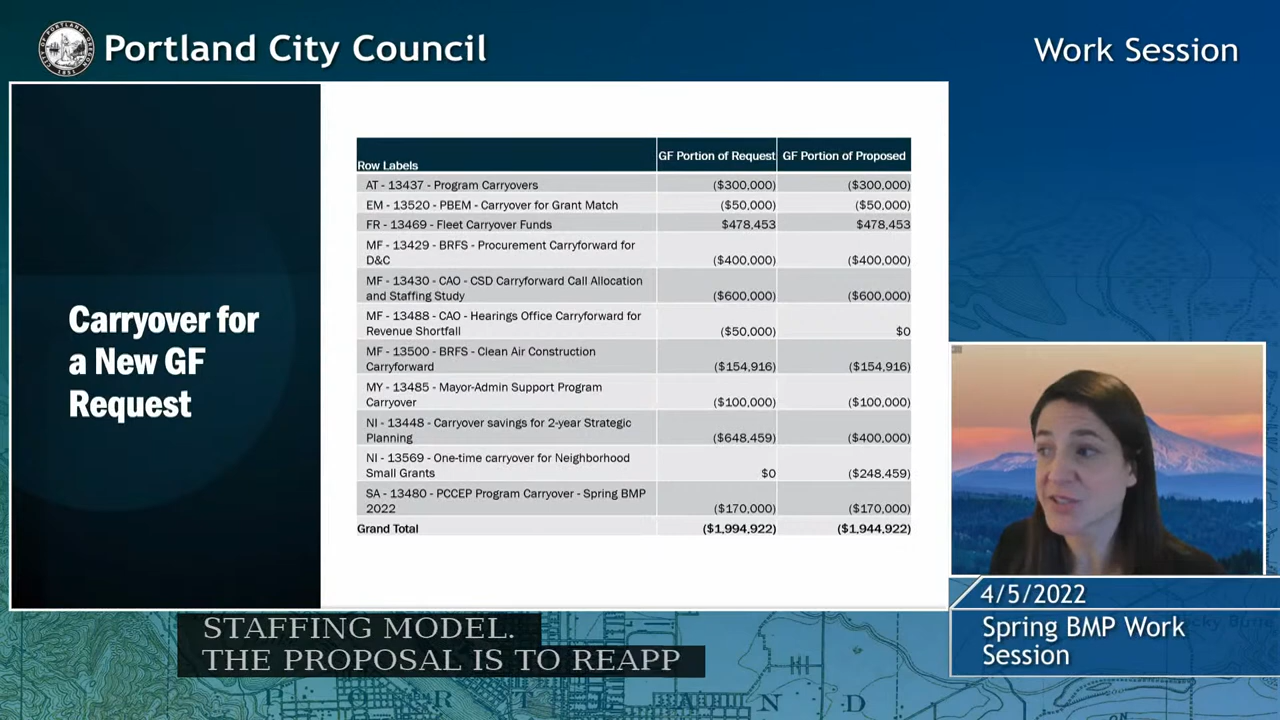 Portland City Council
Work Session
Carryover for
a New GF
Request
Row Labels GF Portion of Request GF Portion of Proposed
AT - 13437 - Program Carryovers ($300,000) ($300,000)
EM - 13520 - PBEM - Carryover for Grant Match ($50,000) ($50,000)
FR - 13469 - Fleet Carryover Funds $478,453 $478,453
MF - 13429 - BRFS - Procurement Carryforward for
D&C ($400,000) ($400,000)
MF - 13430 - CAO - CSD Carryforward Call Allocation
and Staffing Study ($600,000) ($600,000)
MF - 13488 - CAO - Hearings Office Carryforward for
Revenue Shortfall ($50,000) $0
MF - 13500 - BRFS - Clean Air Construction
Carryforward ($154,916) ($154,916)
MY - 13485 - Mayor-Admin Support Program
Carryover ($100,000) ($100,000)
NI - 13448 - Carryover savings for 2-year Strategic
Planning ($648,459) ($400,000)
NI - 13569 - One-time carryover for Neighborhood
Small Grants $0 ($248,459)
SA - 13480 - PCCEP Program Carryover - Spring BMP
2022 ($170,000) ($170,000)
Grand Total ($1,994,922) ($1,944,922)
4/5/2022
Spring BMP Work
Session
STAFFING MODEL.
THE PROPOSAL IS TO REAPP